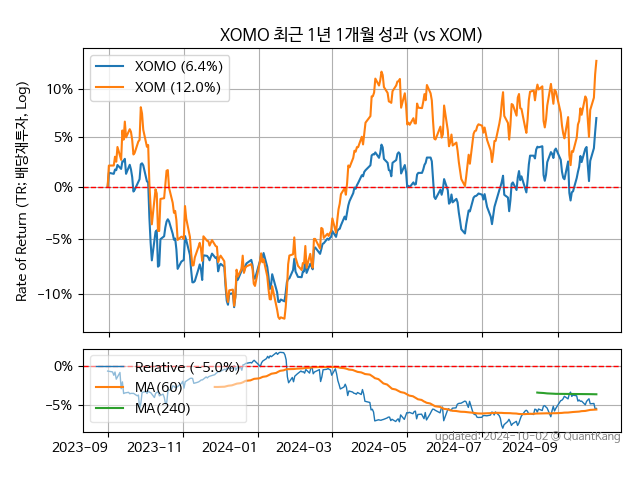 XOMO 최근 1년 1개월 성과 (vs XOM)
Rate of Return (TR: 배당재투자, Log)
XOMO (6.4%)
XOM (12.0%)
10%
5%
0%
−5%
−10%
Relative (-5.0%)
MA(60)
MA(240)
0%
−5%
2023-09
2023-11
2024-01
2024-03
2024-05
2024-07
2024-09
updated: 2024-10-02 © QuantKang